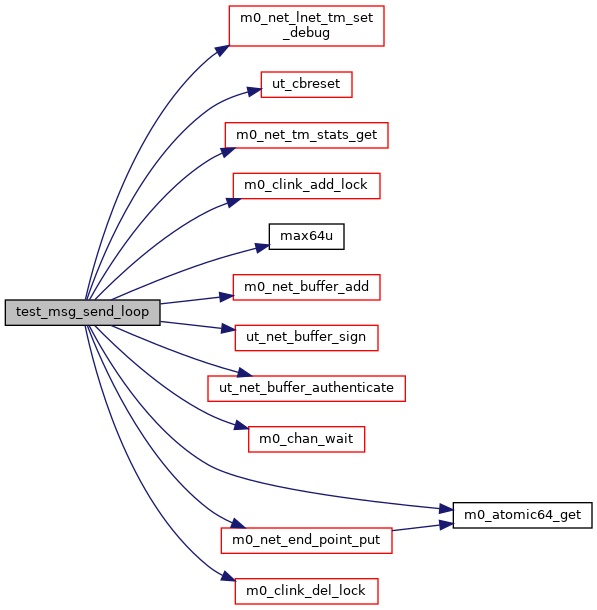 m0_net_lnet_tm_set
_debug
ut_cbreset
m0_net_tm_stats_get
m0_clink_add_lock
max64u
m0_net_buffer_add
test_msg_send_loop
ut_net_buffer_sign
ut_net_buffer_authenticate
m0_chan_wait
m0_atomic64_get
m0_net_end_point_put
m0_clink_del_lock